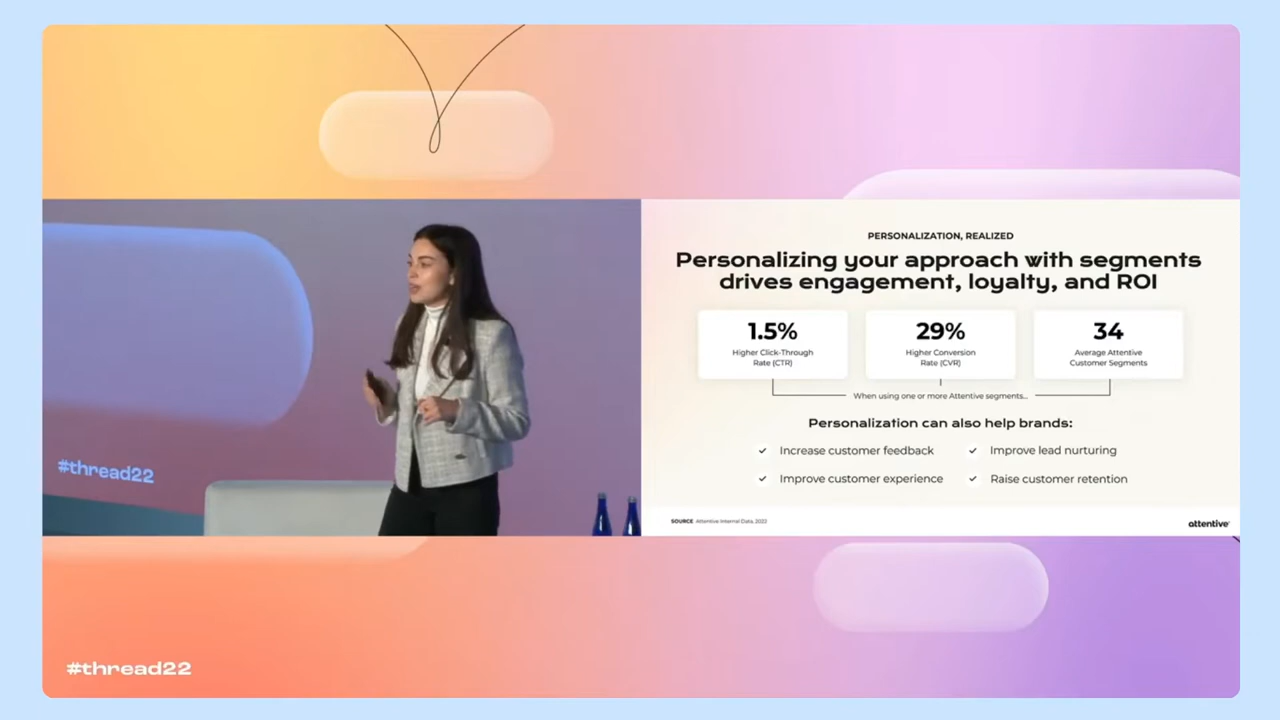 PERSONALIZATION, REALIZED
Personalizing your approach with segments
drives engagement, loyalty, and ROI
1.5%
Higher Click-Through
Rate (CTR)
29%
Higher Conversion
Rate (CVR)
34
Average Attentive
Customer Segments
When using one or more Attentive segments...
Personalization can also help brands:
Increase customer feedback
Improve lead nurturing
Improve customer experience
Raise customer retention
SOURCE Attentive Internal Data, 2022
attentive
#thread22
#thread22